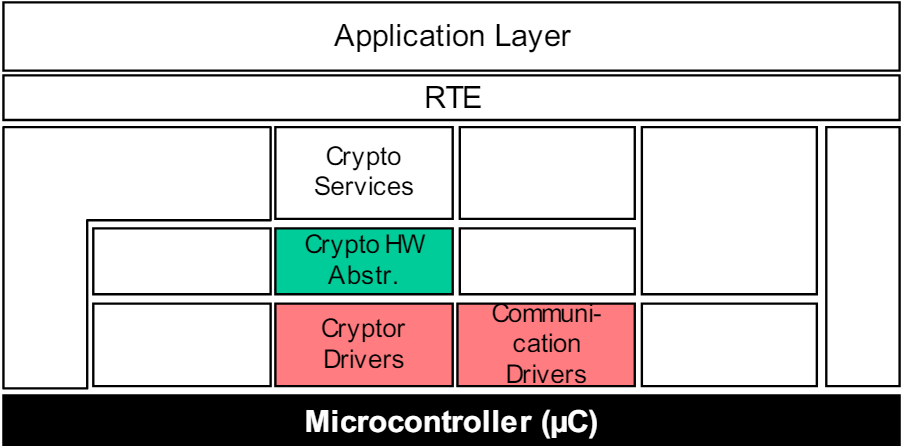 Application Layer
RTE
Crypto
Services
Crypto HW
Abstr.
Cryptor
Drivers
Communi-
cation
Drivers
Microcontroller (µC)